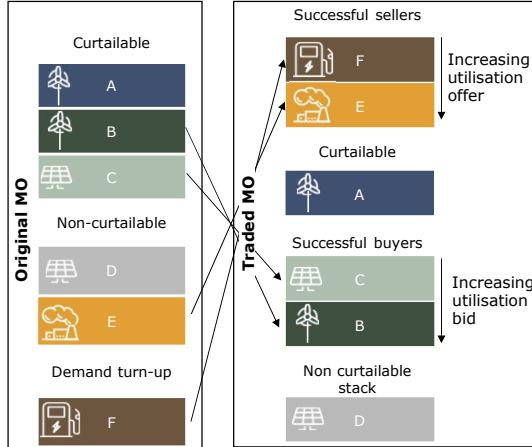 Original MO
Curtailable
A
B
C
Non-curtailable
D
E
Demand turn-up
F
Traded MO
Successful sellers
F
E
Increasing
utilisation
offer
Curtailable
A
Successful buyers
C
B
Increasing
utilisation
bid
Non curtailable
stack
D